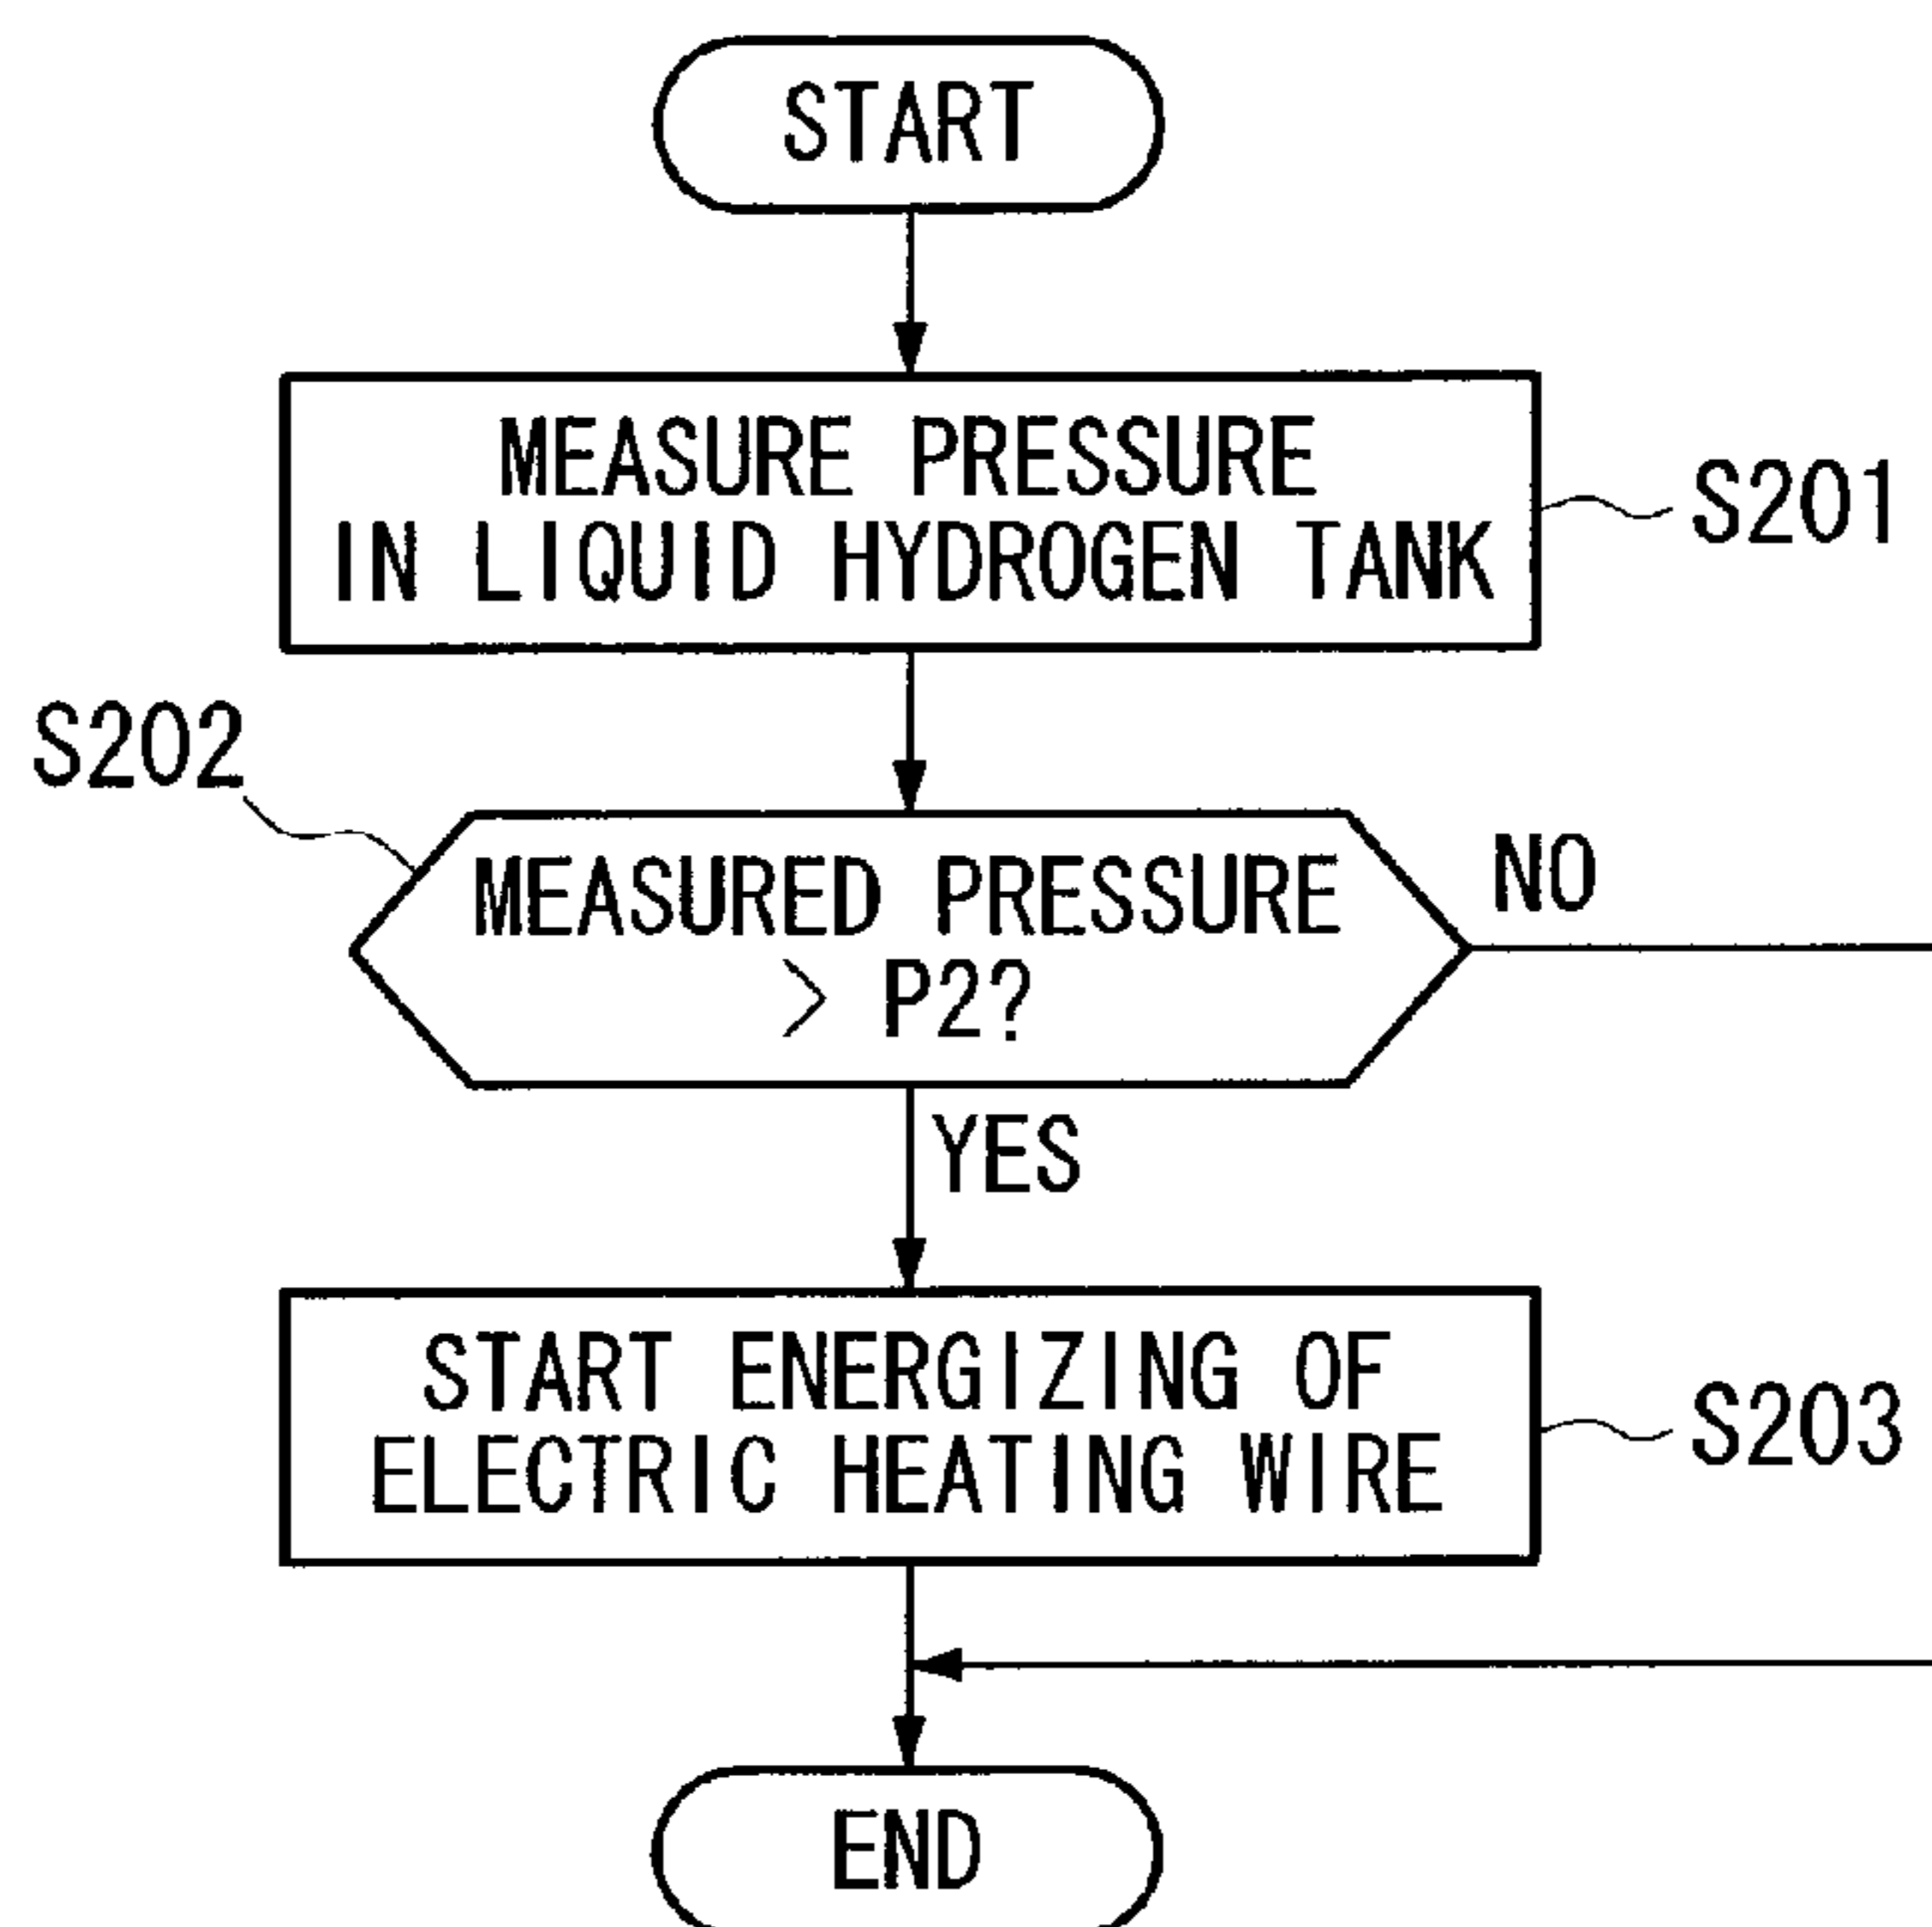 START
MEASURE PRESSURE
IN LIQUID HYDROGEN TANK
S201
S202
MEASURED PRESSURE
> P2?
NO
YES
START ENERGIZING OF
ELECTRIC HEATING WIRE
S203
END